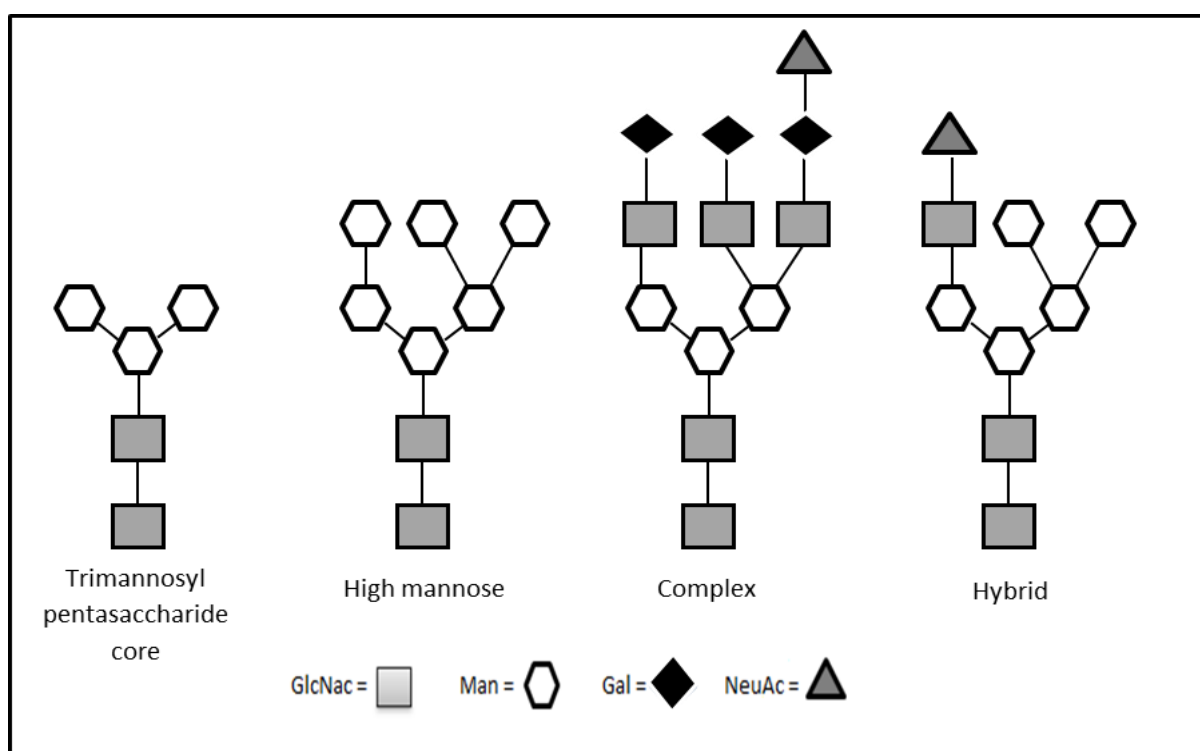 Trimannosyl
pentasaccharide
core
High mannose
Complex
Hybrid
GlcNac =
Man =
Gal =
NeuAc =